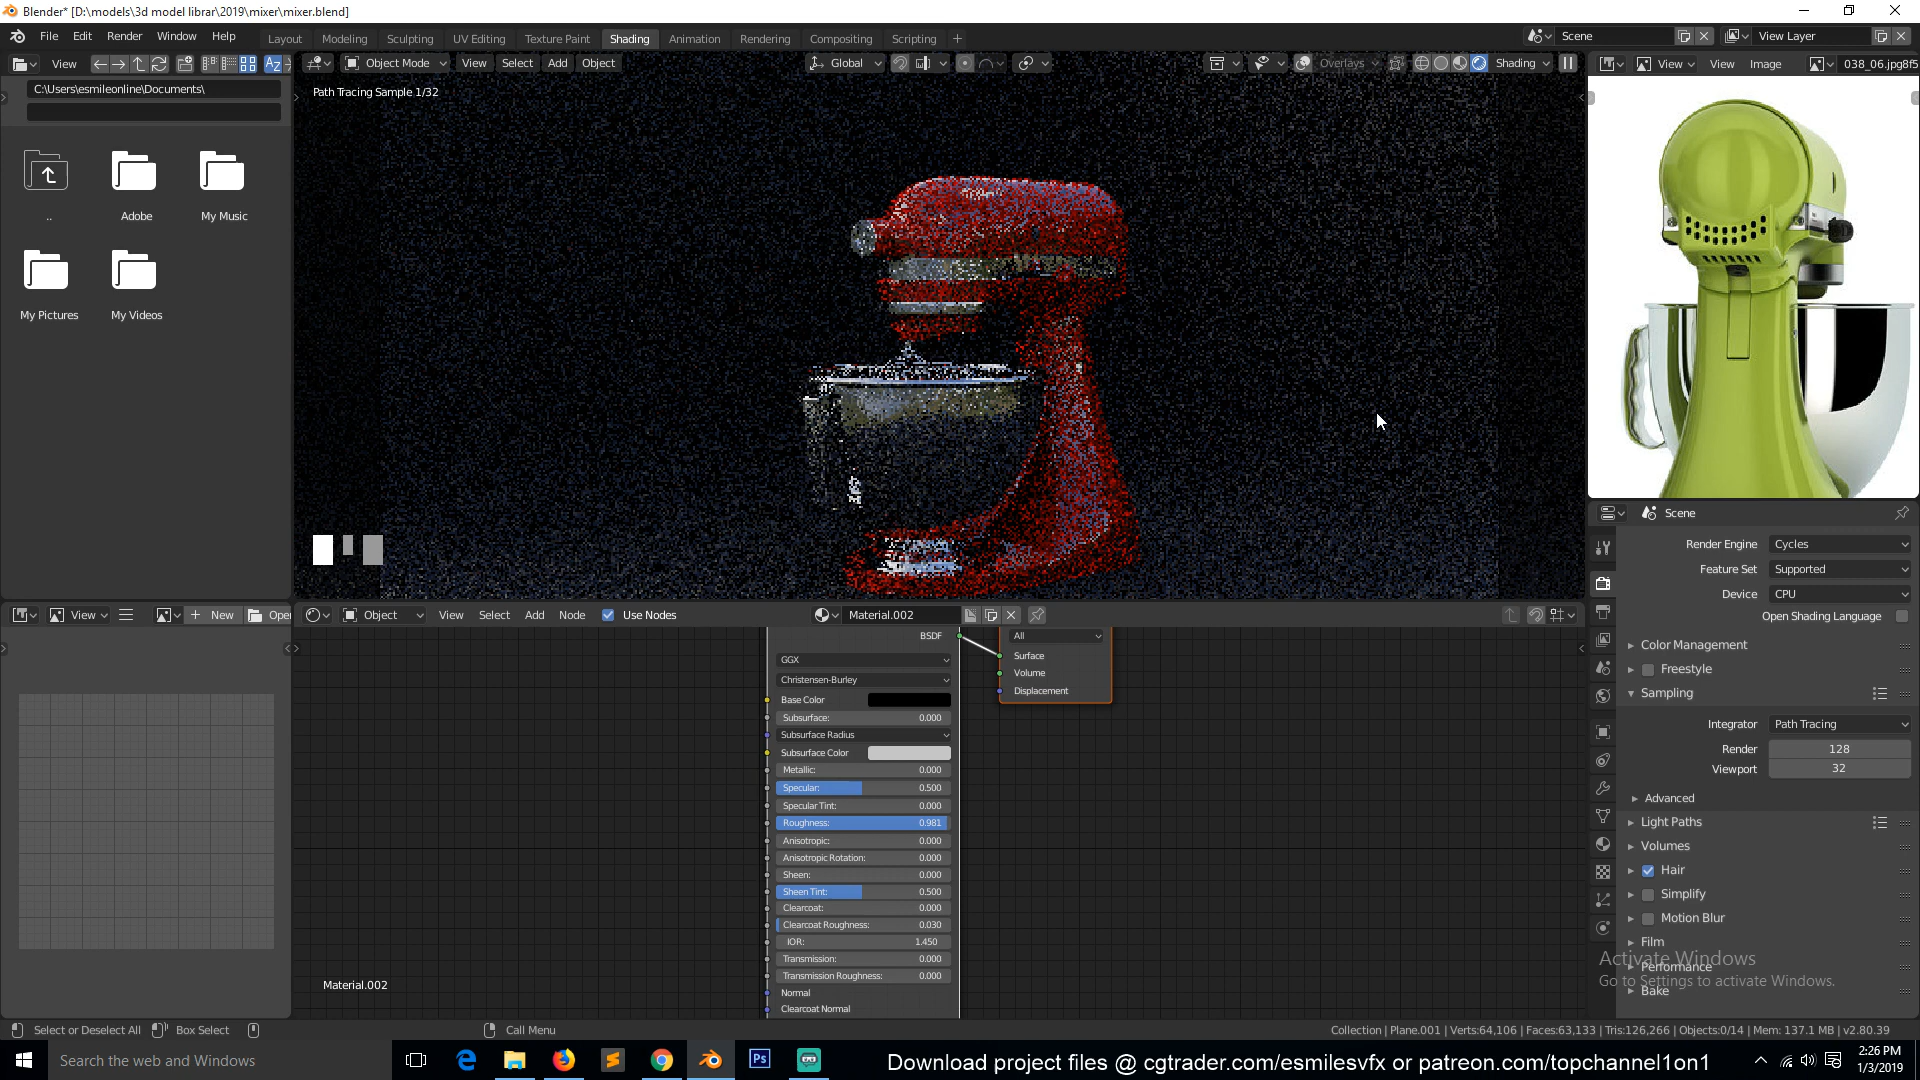 Blender* [D:\models\3d model librar\2019\mixer\mixer.blend]
File Edit Render Window Help
Layout Modeling Sculpting UV Editing Texture Paint Shading Animation Rendering Compositing Scripting +
Scene
View Layer
View
C:\Users\esmileonline\Documents\
..
Adobe
My Music
My Pictures
My Videos
Object Mode View Select Add Object
Global
Overlays
Shading
Path Tracing Sample 1/32
View View Image 038_06.jpg8f5
Scene
Render Engine Cycles
Feature Set Supported
Device CPU
Open Shading Language
Color Management
Freestyle
Sampling
Integrator Path Tracing
Render 128
Viewport 32
Advanced
Light Paths
Volumes
Hair
Simplify
Motion Blur
Film
Performance
Bake
Activate Windows
Go to Settings to activate Windows.
View
New
Open
Object View Select Add Node Use Nodes
Material.002
BSDF
GGX
Christensen-Burley
Base Color
Subsurface: 0.000
Subsurface Radius
Subsurface Color
Metallic: 0.000
Specular: 0.500
Specular Tint: 0.000
Roughness: 0.981
Anisotropic: 0.000
Anisotropic Rotation: 0.000
Sheen: 0.000
Sheen Tint: 0.500
Clearcoat: 0.000
Clearcoat Roughness: 0.030
IOR: 1.450
Transmission: 0.000
Transmission Roughness: 0.000
Normal
Clearcoat Normal
All
Surface
Volume
Displacement
Material.002
Select or Deselect All
Box Select
Call Menu
Collection | Plane.001 | Verts:64,106 | Faces:63,133 | Tris:126,266 | Objects:0/14 | Mem: 137.1 MB | v2.80.39
Search the web and Windows
Ps
Download project files @ cgtrader.com/esmilesvfx or patreon.com/topchannel1on1
2:26 PM
1/3/2019